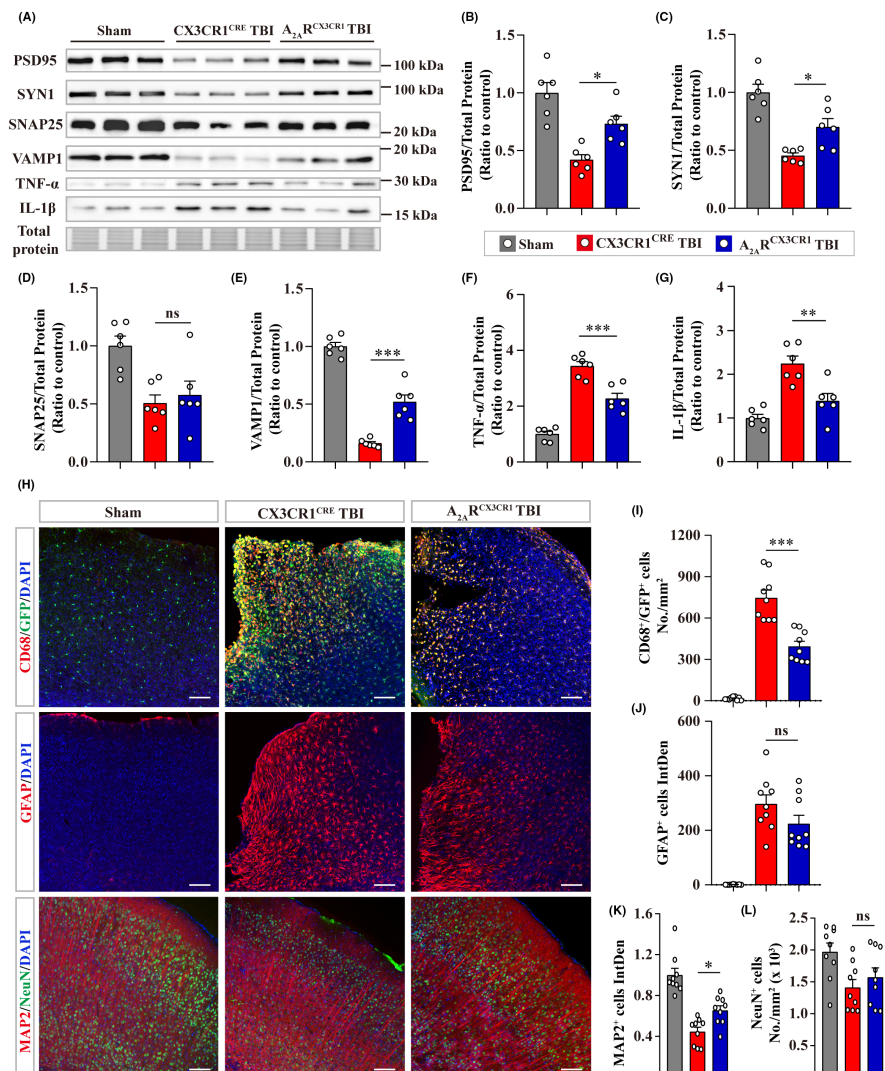 (A)
Sham CX3CR1CRE TBI A2ARCX3CR1 TBI
PSD95
100 kDa
SYN1
100 kDa
SNAP25
20 kDa
VAMP1
20 kDa
TNF-α
30 kDa
IL-1β
15 kDa
Total
protein
(B)
PSD95/Total Protein
(Ratio to control)
1.5
1.0
0.5
0.0
*
(C)
SYN1/Total Protein
(Ratio to control)
1.5
1.0
0.5
0.0
*
Sham CX3CR1CRE TBI A2ARCX3CR1 TBI
(D)
SNAP25/Total Protein
(Ratio to control)
1.5
1.0
0.5
0.0
ns
(E)
VAMP1/Total Protein
(Ratio to control)
1.5
1.0
0.5
0.0
***
(F)
TNF-α/Total Protein
(Ratio to control)
6
4
2
0
***
(G)
IL-1β/Total Protein
(Ratio to control)
4
3
2
1
0
**
(H)
Sham CX3CR1CRE TBI A2ARCX3CR1 TBI
CD68/GFP/DAPI
GFAP/DAPI
MAP2/NeuN/DAPI
(I)
CD68+/GFP+ cells
No./mm2
1200
900
600
300
0
***
(J)
GFAP+ cells IntDen
600
400
200
0
ns
(K)
MAP2+ cells IntDen
1.6
1.2
0.8
0.4
*
(L)
NeuN+ cells
No./mm2 (x 103)
2.5
2.0
1.5
1.0
0.5
ns